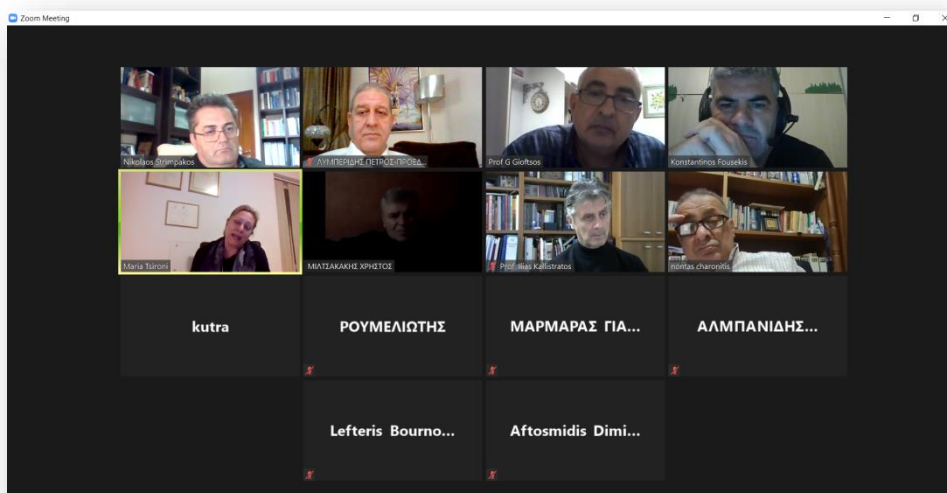 Zoom Meeting
Nikolaos Strimpakos
ΛΥΜΠΕΡΙΔΗΣ ΠΕΤΡΟΣ-ΠΡΟΕΔ...
Prof G Gioftsos
Konstantinos Fousekis
Maria Tsironi
ΜΙΛΤΣΑΚΑΚΗΣ ΧΡΗΣΤΟΣ
Prof. Ilias Kallistratos
nontas charonitis
kutra
ΡΟΥΜΕΛΙΩΤΗΣ
ΜΑΡΜΑΡΑΣ ΓΙΑ...
ΑΛΜΠΑΝΙΔΗΣ...
Lefteris Bourno...
Aftosmidis Dimi...